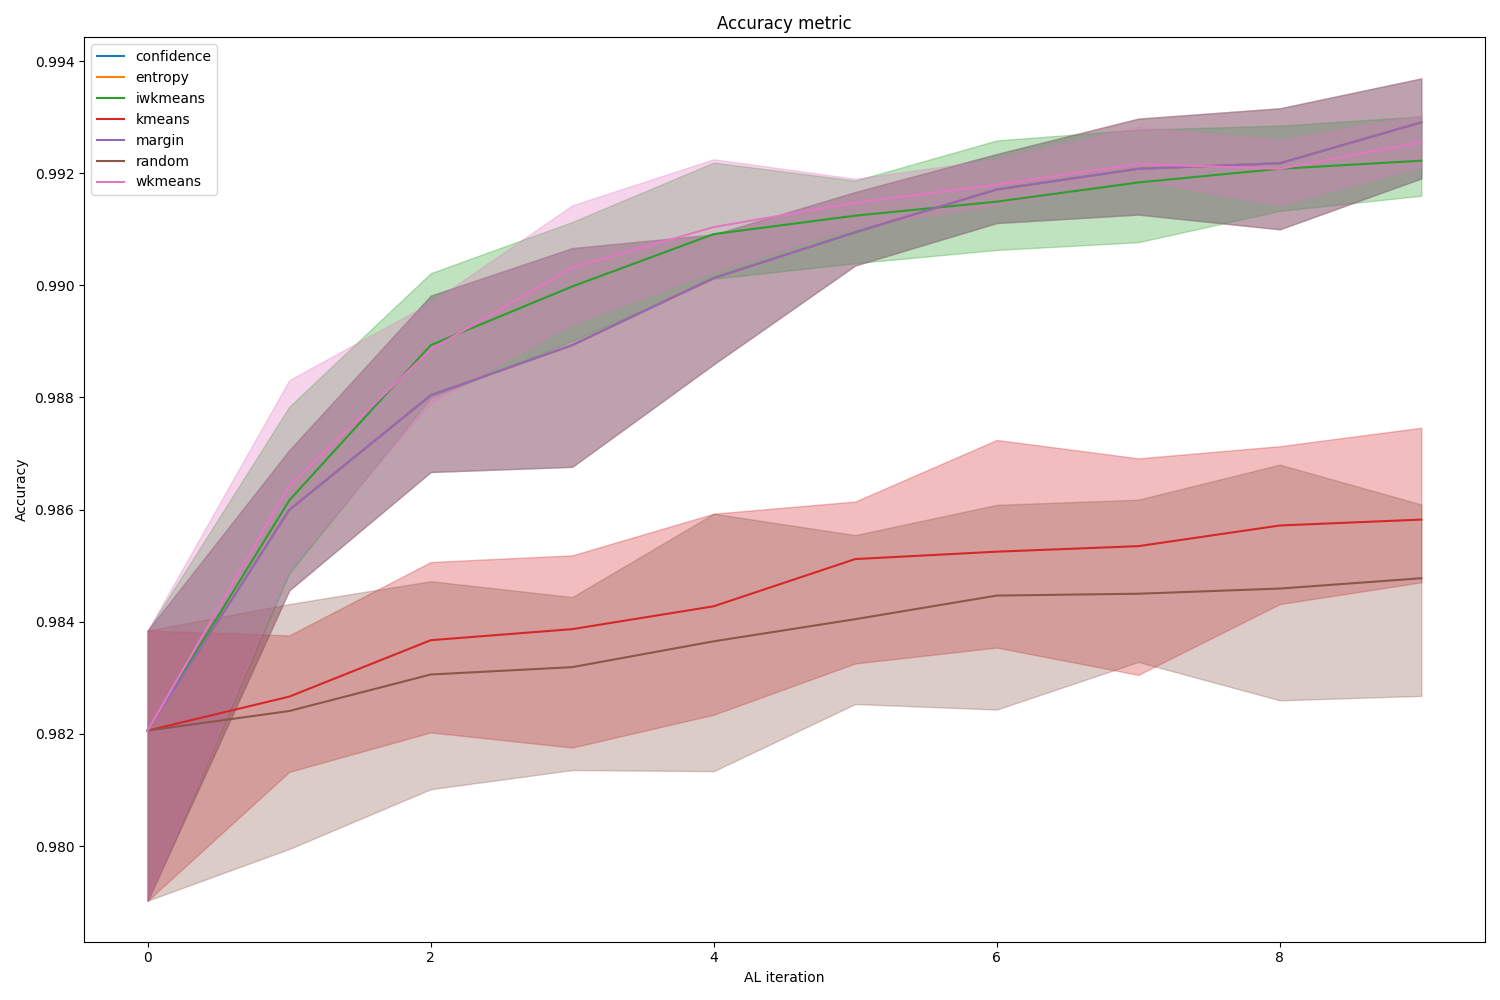 Accuracy metric
confidence
entropy
iwkmeans
kmeans
margin
random
wkmeans
0.994
0.992
0.990
0.988
0.986
0.984
0.982
0.980
Accuracy
0 2 4 6 8
AL iteration